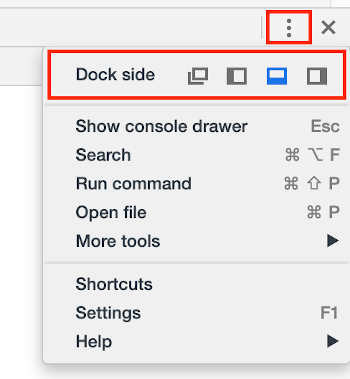 Dock side
Show console drawer Esc
Search ⌘ ⌥ F
Run command ⌘ ⇧ P
Open file ⌘ P
More tools ▶
Shortcuts
Settings F1
Help ▶